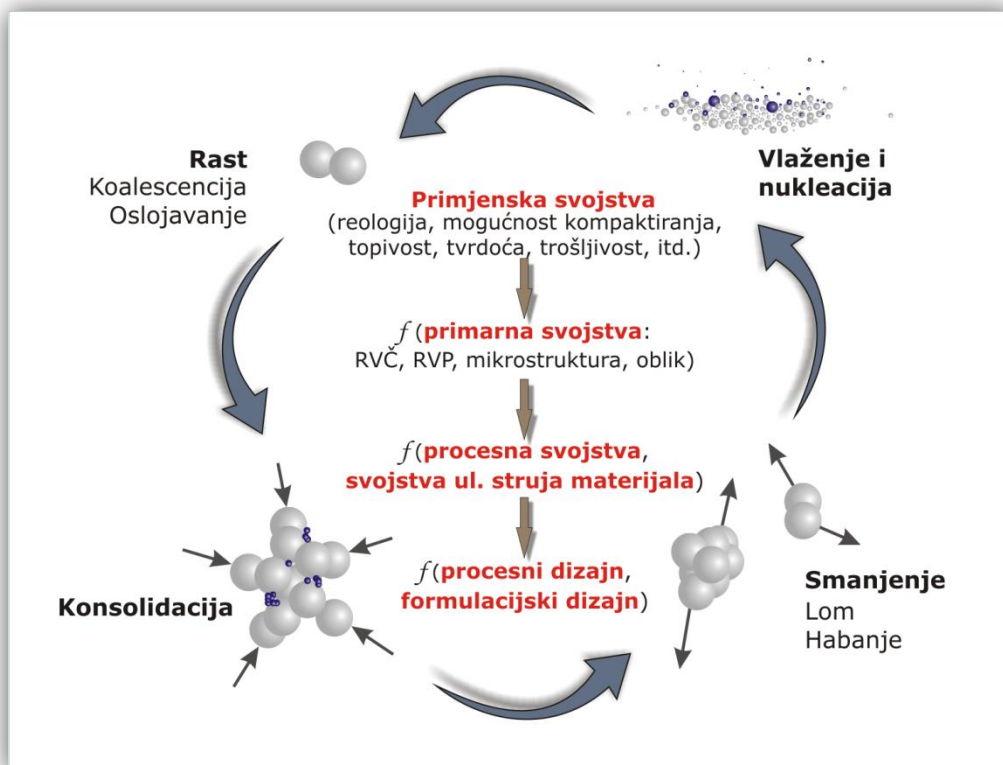 Rast
Koalescencija
Oslojavanje
Vlaženje i
nukleacija
Primjenska svojstva
(reologija, mogućnost kompaktiranja,
topivost, tvrdoća, trošljivost, itd.)
f(primarna svojstva:
RVČ, RVP, mikrostruktura, oblik)
f(procesna svojstva,
svojstva ul. struja materijala)
f(procesni dizajn,
formulacijski dizajn)
Konsolidacija
Smanjenje
Lom
Habanje